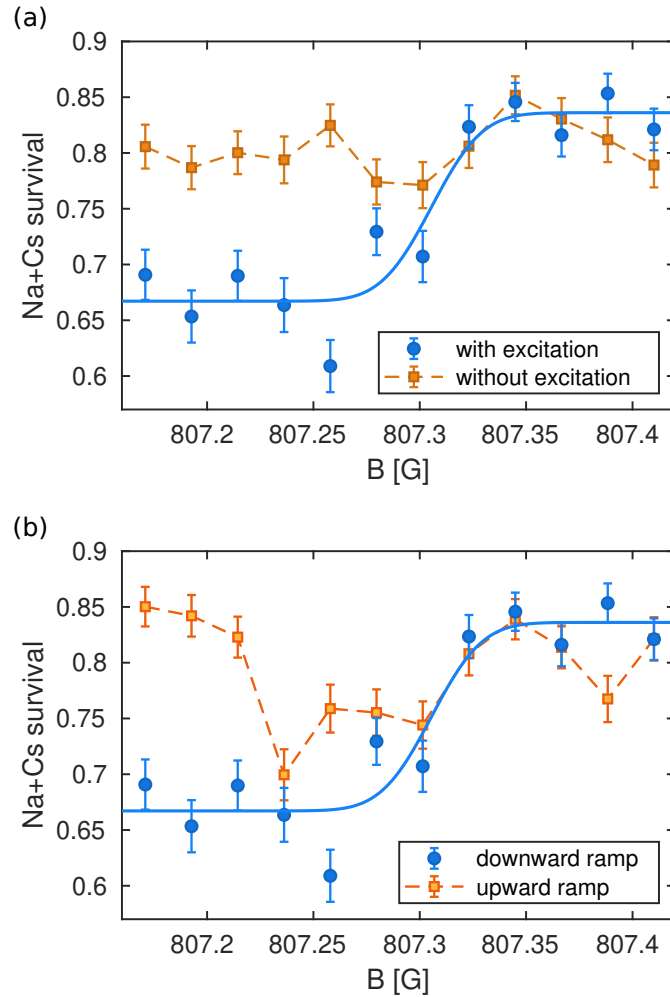 (a)
0.9
0.85
0.8
0.75
0.7
0.65
0.6
Na+Cs survival
with excitation
without excitation
807.2 807.25 807.3 807.35 807.4
B [G]
(b)
0.9
0.85
0.8
0.75
0.7
0.65
0.6
Na+Cs survival
downward ramp
upward ramp
807.2 807.25 807.3 807.35 807.4
B [G]